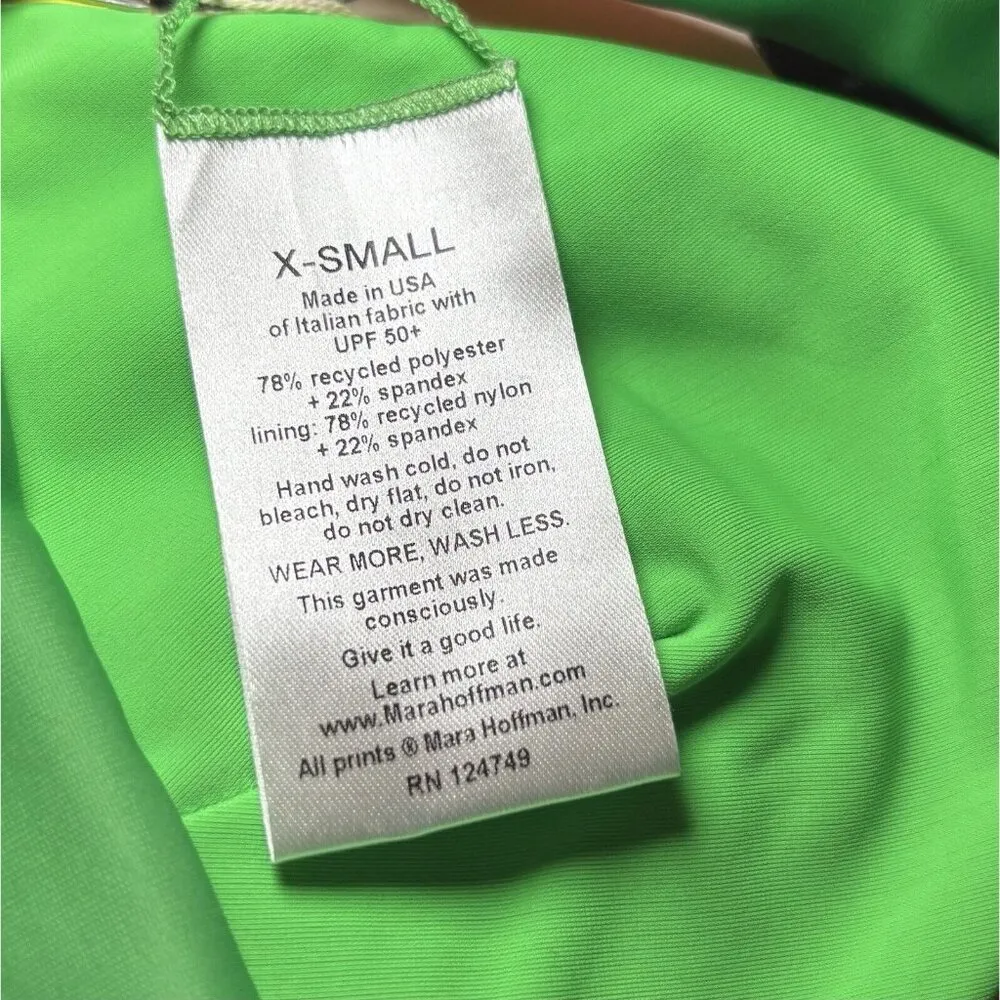 X-SMALL
Made in USA
of Italian fabric with
UPF 50+
78% recycled polyester
+ 22% spandex
lining: 78% recycled nylon
+ 22% spandex
Hand wash cold, do not
bleach, dry flat, do not iron,
do not dry clean.
WEAR MORE, WASH LESS.
This garment was made
consciously.
Give it a good life.
Learn more at
www.Marahoffman.com
All prints ® Mara Hoffman, Inc.
RN 124749